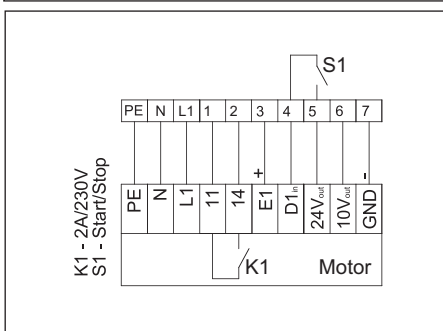 S1
PE N L1 1 2 3 4 5 6 7
+ -
PE N L1 11 14 E1 D1in 24Vout 10Vout GND
K1 Motor
K1 - 2A/230V
S1 - Start/Stop